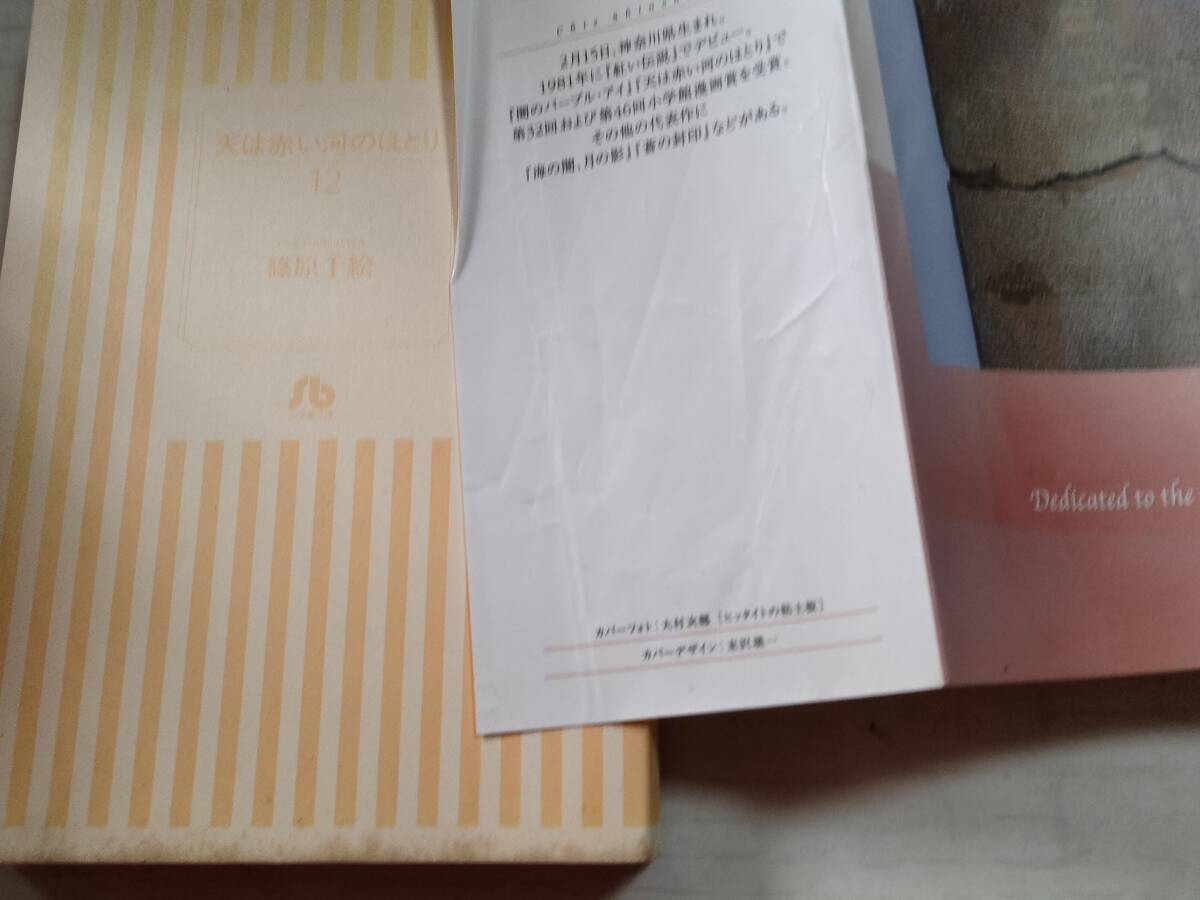 天は赤い河のほとり
12
篠原千絵
Sb
chie shinoha
2月15日、神奈川県生まれ。
1981年に『紅い伝説』でデビュー。
『闇のパープル・アイ』『天は赤い河のほとり』で
第32回および第46回小学館漫画賞を受賞。
その他の代表作に
『海の闇、月の影』『蒼の封印』などがある。
カバーフォト:大村次郷[ヒッタイトの粘土板]
カバーデザイン:
Dedicated to the